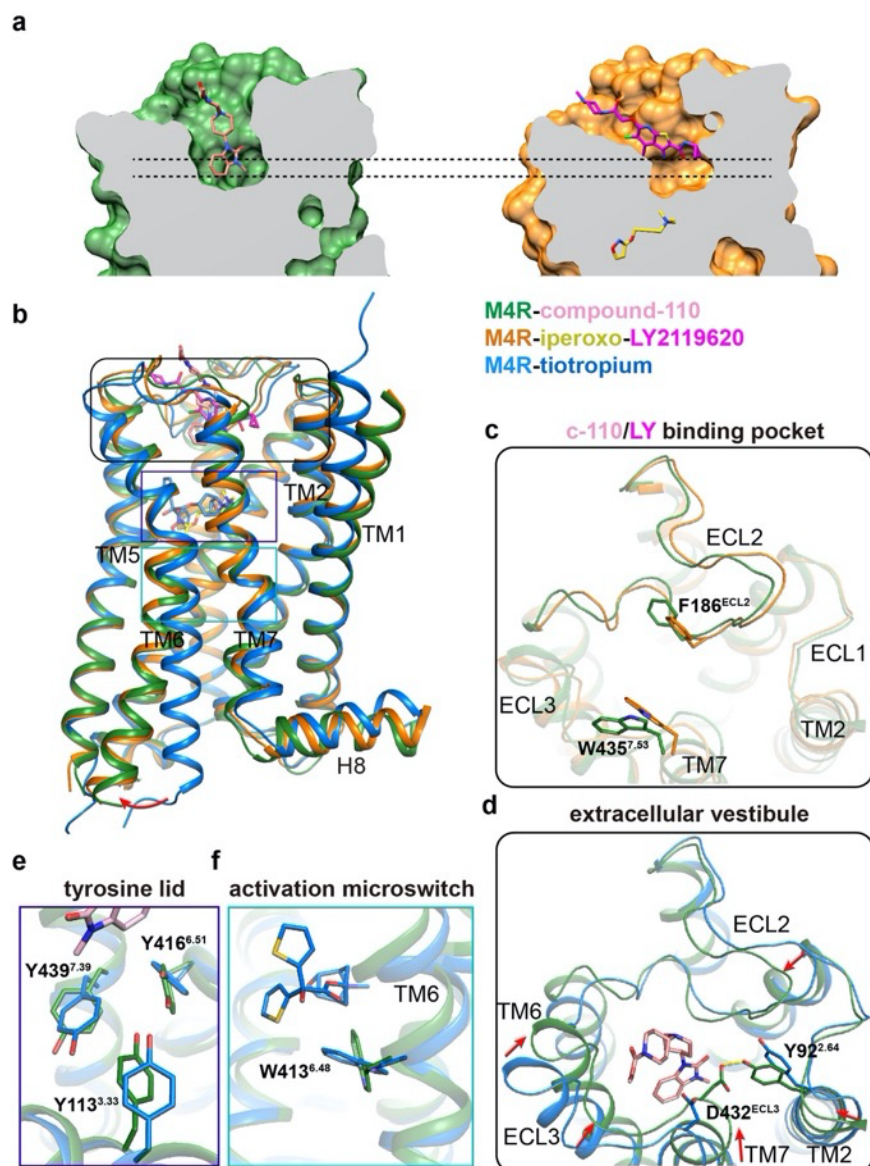 a
M4R-compound-110
M4R-iperoxo-LY2119620
M4R-tiotropium
b
TM2
TM1
TM5
TM6
TM7
H8
c
c-110/LY binding pocket
ECL2
F186ECL2
ECL1
ECL3
W4357.53
TM7
TM2
d
extracellular vestibule
ECL2
TM6
Y922.64
D432ECL3
ECL3
TM7
TM2
e
tyrosine lid
Y4166.51
Y4397.39
Y1133.33
f
activation microswitch
TM6
W4136.48